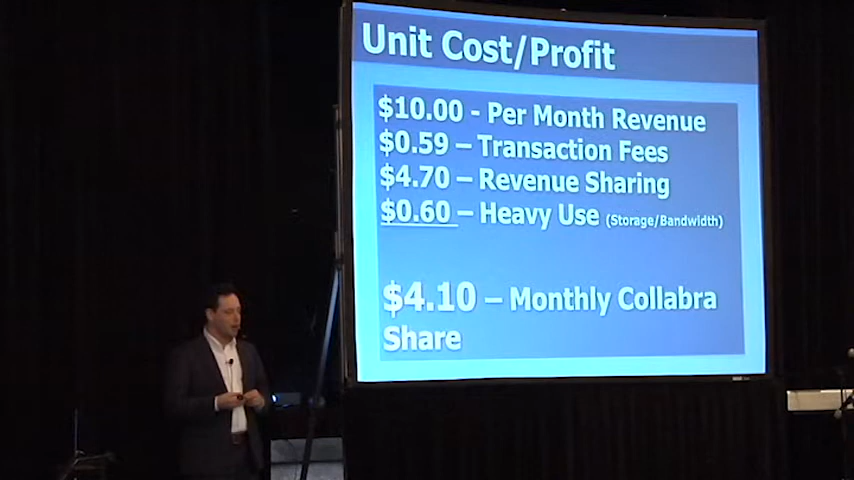 Unit Cost/Profit
$10.00 - Per Month Revenue
$0.59 – Transaction Fees
$4.70 – Revenue Sharing
$0.60 – Heavy Use (Storage/Bandwidth)
$4.10 – Monthly Collabra
Share